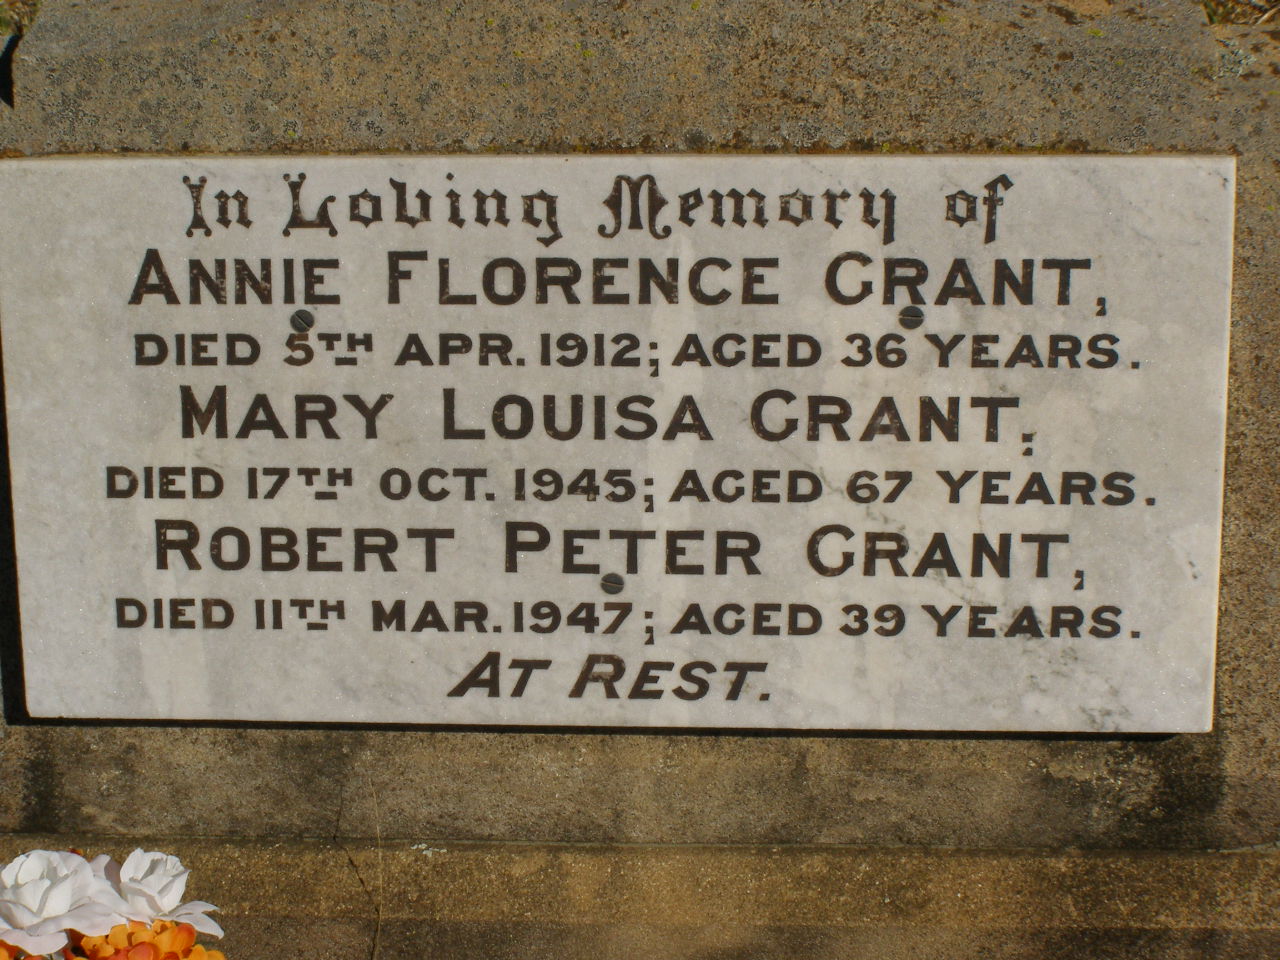 In Loving Memory of
ANNIE FLORENCE GRANT,
DIED 5TH APR. 1912; AGED 36 YEARS.
MARY LOUISA GRANT;
DIED 17TH OCT. 1945; AGED 67 YEARS.
ROBERT PETER GRANT;
DIED 11TH MAR. 1947; AGED 39 YEARS.
AT REST.